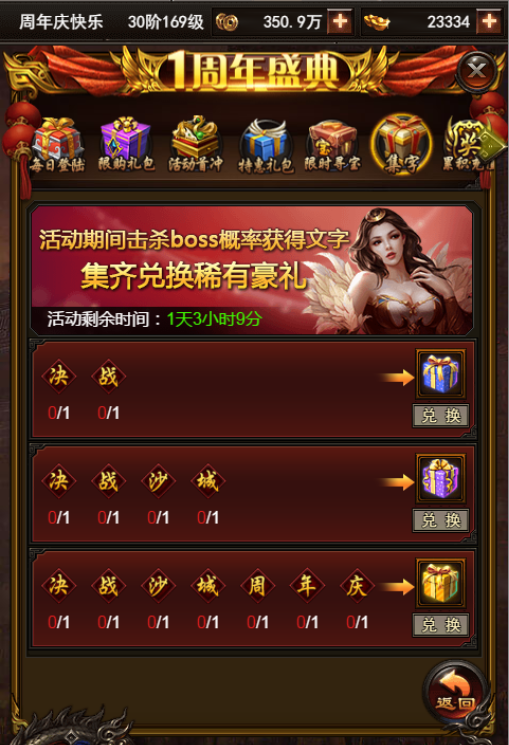 周年庆快乐 30阶169级 350.9万 23334
1周年盛典
每日登陆 限购礼包 活动首冲 特惠礼包 限时寻宝 集字 累积充值
活动期间击杀boss概率获得文字
集齐兑换稀有豪礼
活动剩余时间：1天3小时9分
决 战
0/1 0/1
兑换
决 战 沙 城
0/1 0/1 0/1 0/1
兑换
决 战 沙 城 周 年 庆
0/1 0/1 0/1 0/1 0/1 0/1 0/1
兑换
返回